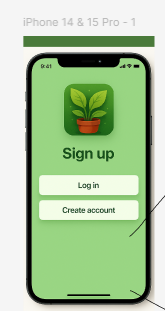 iPhone 14 & 15 Pro - 1
9:41
Sign up
Log in
Create account